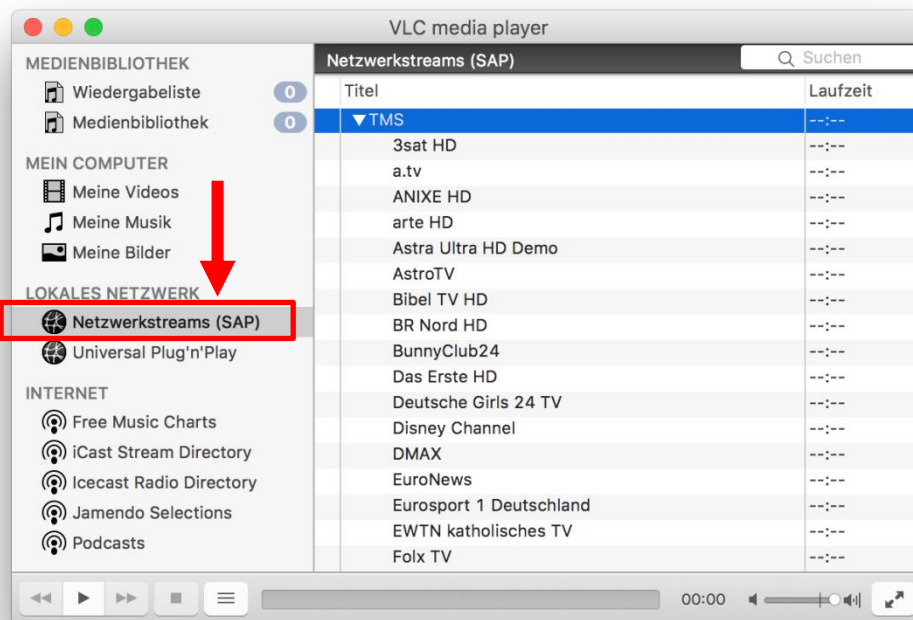 VLC media player
MEDIENBIBLIOTHEK
Wiedergabeliste 0
Medienbibliothek 0
MEIN COMPUTER
Meine Videos
Meine Musik
Meine Bilder
LOKALES NETZWERK
Netzwerkstreams (SAP)
Universal Plug'n'Play
INTERNET
Free Music Charts
iCast Stream Directory
Icecast Radio Directory
Jamendo Selections
Podcasts
Netzwerkstreams (SAP) Suchen
Titel Laufzeit
TMS --:--
3sat HD --:--
a.tv --:--
ANIXE HD --:--
arte HD --:--
Astra Ultra HD Demo --:--
AstroTV --:--
Bibel TV HD --:--
BR Nord HD --:--
BunnyClub24 --:--
Das Erste HD --:--
Deutsche Girls 24 TV --:--
Disney Channel --:--
DMAX --:--
EuroNews --:--
Eurosport 1 Deutschland --:--
EWTN katholisches TV --:--
Folx TV --:--
00:00